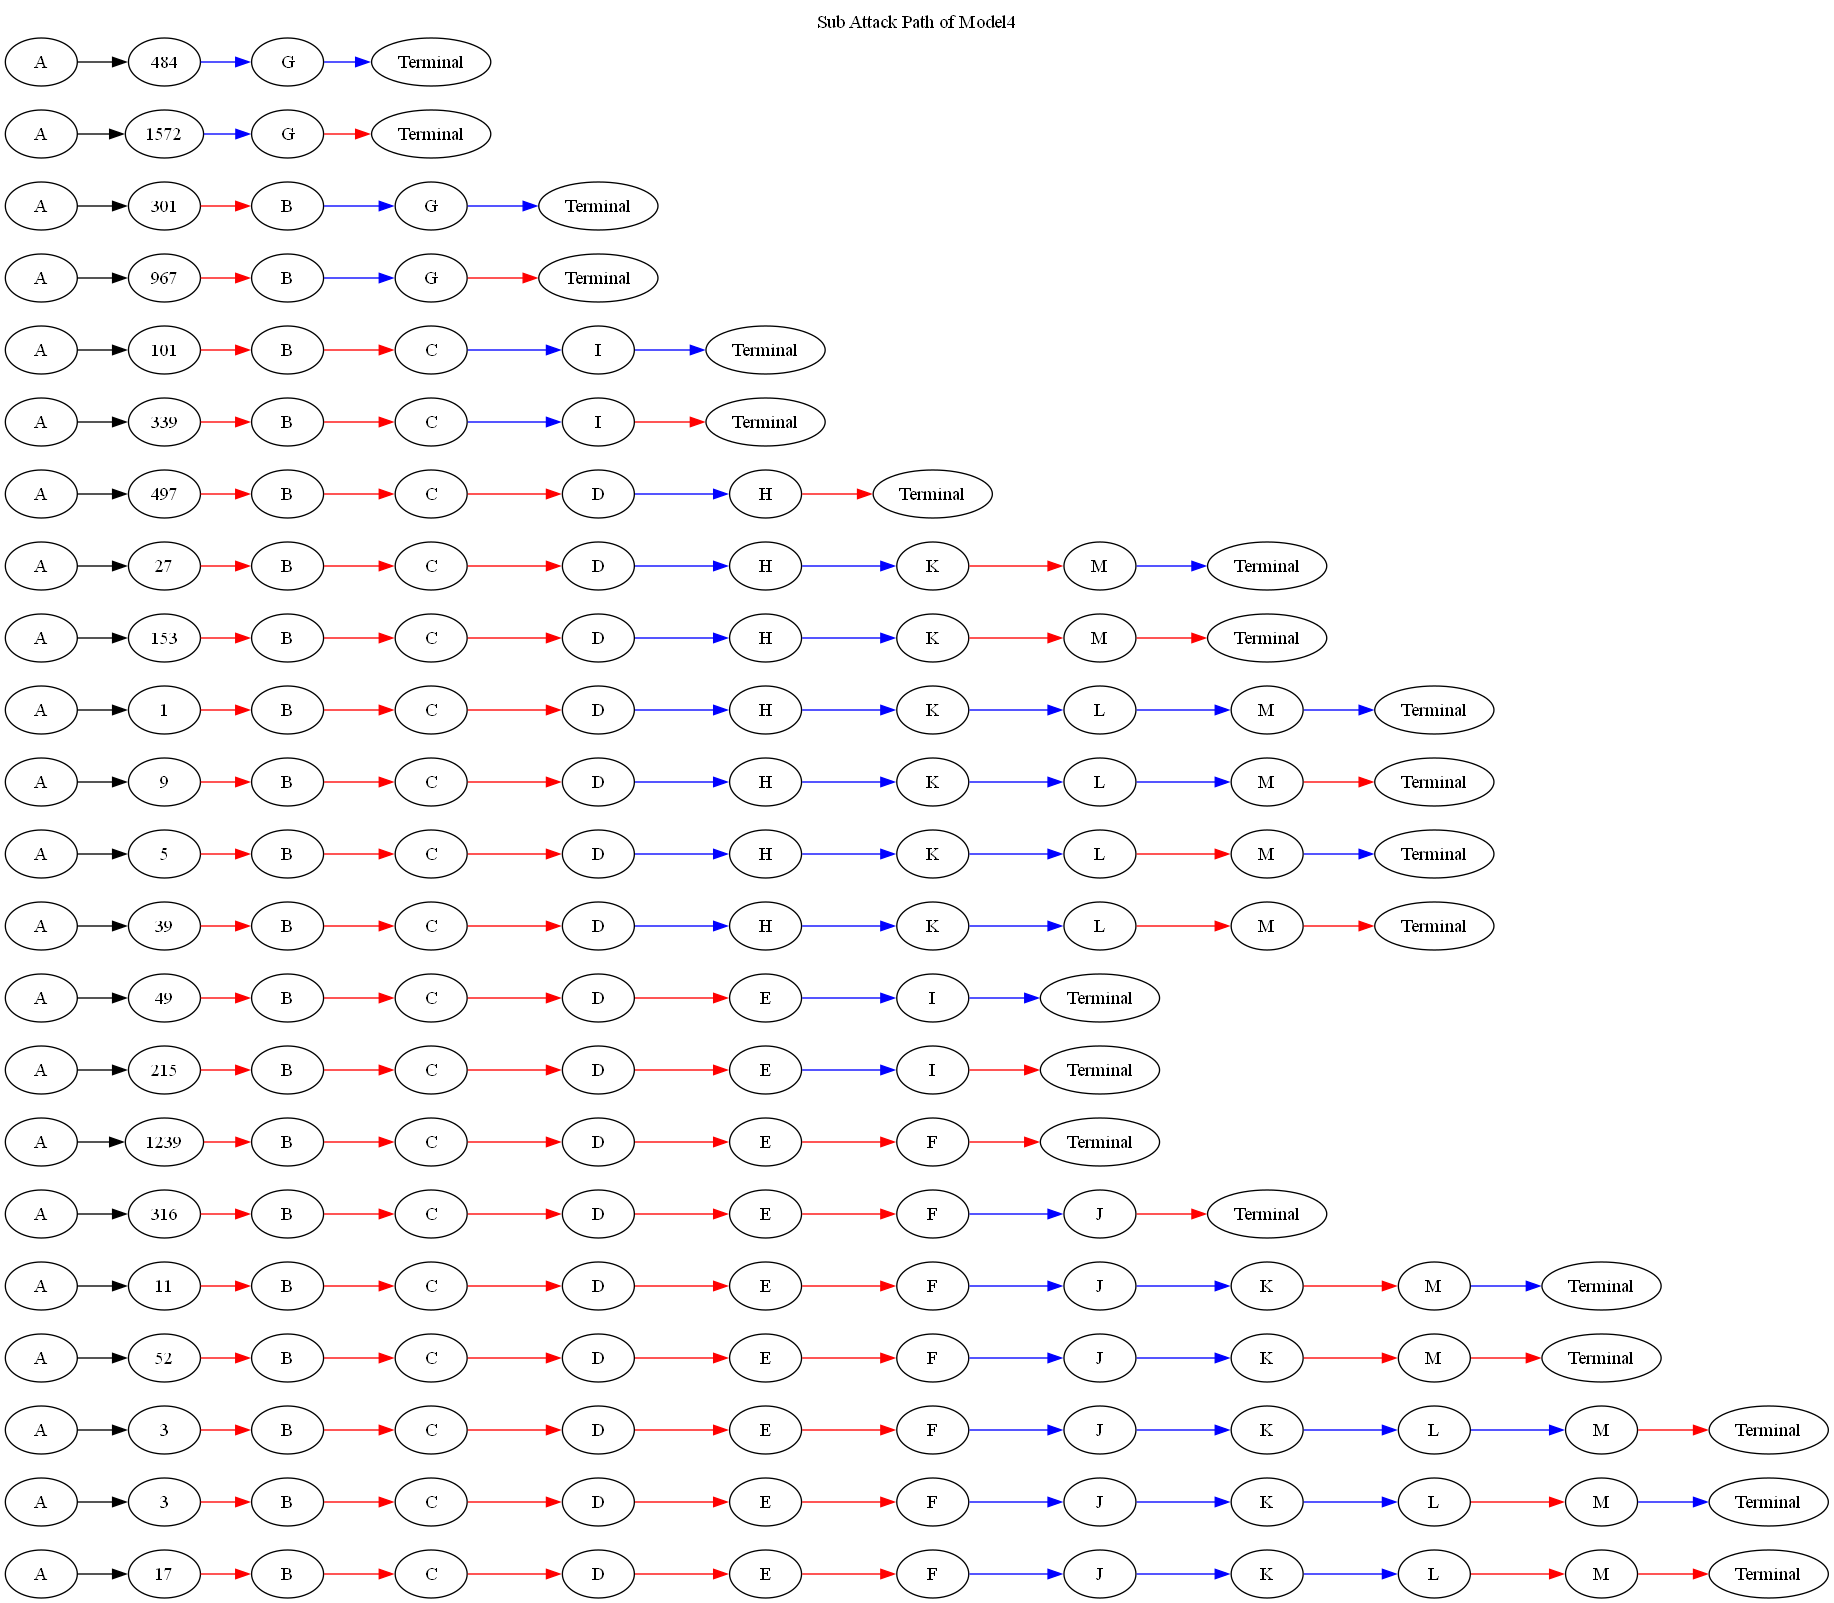 Sub Attack Path of Model4
A 484 G Terminal
A 1572 G Terminal
A 301 B G Terminal
A 967 B G Terminal
A 101 B C I Terminal
A 339 B C I Terminal
A 497 B C D H Terminal
A 27 B C D H K M Terminal
A 153 B C D H K M Terminal
A 1 B C D H K L M Terminal
A 9 B C D H K L M Terminal
A 5 B C D H K L M Terminal
A 39 B C D H K L M Terminal
A 49 B C D E I Terminal
A 215 B C D E I Terminal
A 1239 B C D E F Terminal
A 316 B C D E F J Terminal
A 11 B C D E F J K M Terminal
A 52 B C D E F J K M Terminal
A 3 B C D E F J K L M Terminal
A 3 B C D E F J K L M Terminal
A 17 B C D E F J K L M Terminal